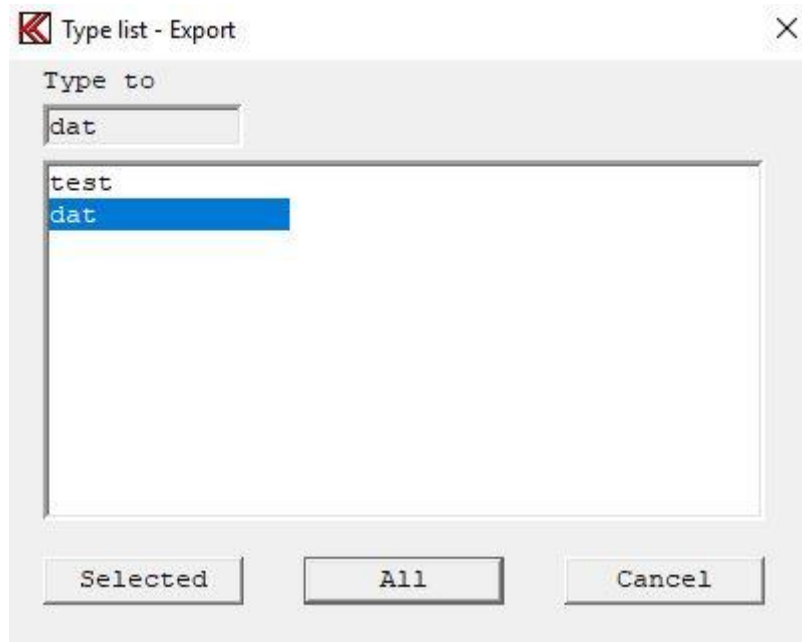 Type list - Export
Type to
dat
test
dat
Selected All Cancel